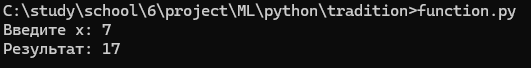 C:\study\school\6\project\ML\python\tradition>function.py
Введите x: 7
Результат: 17